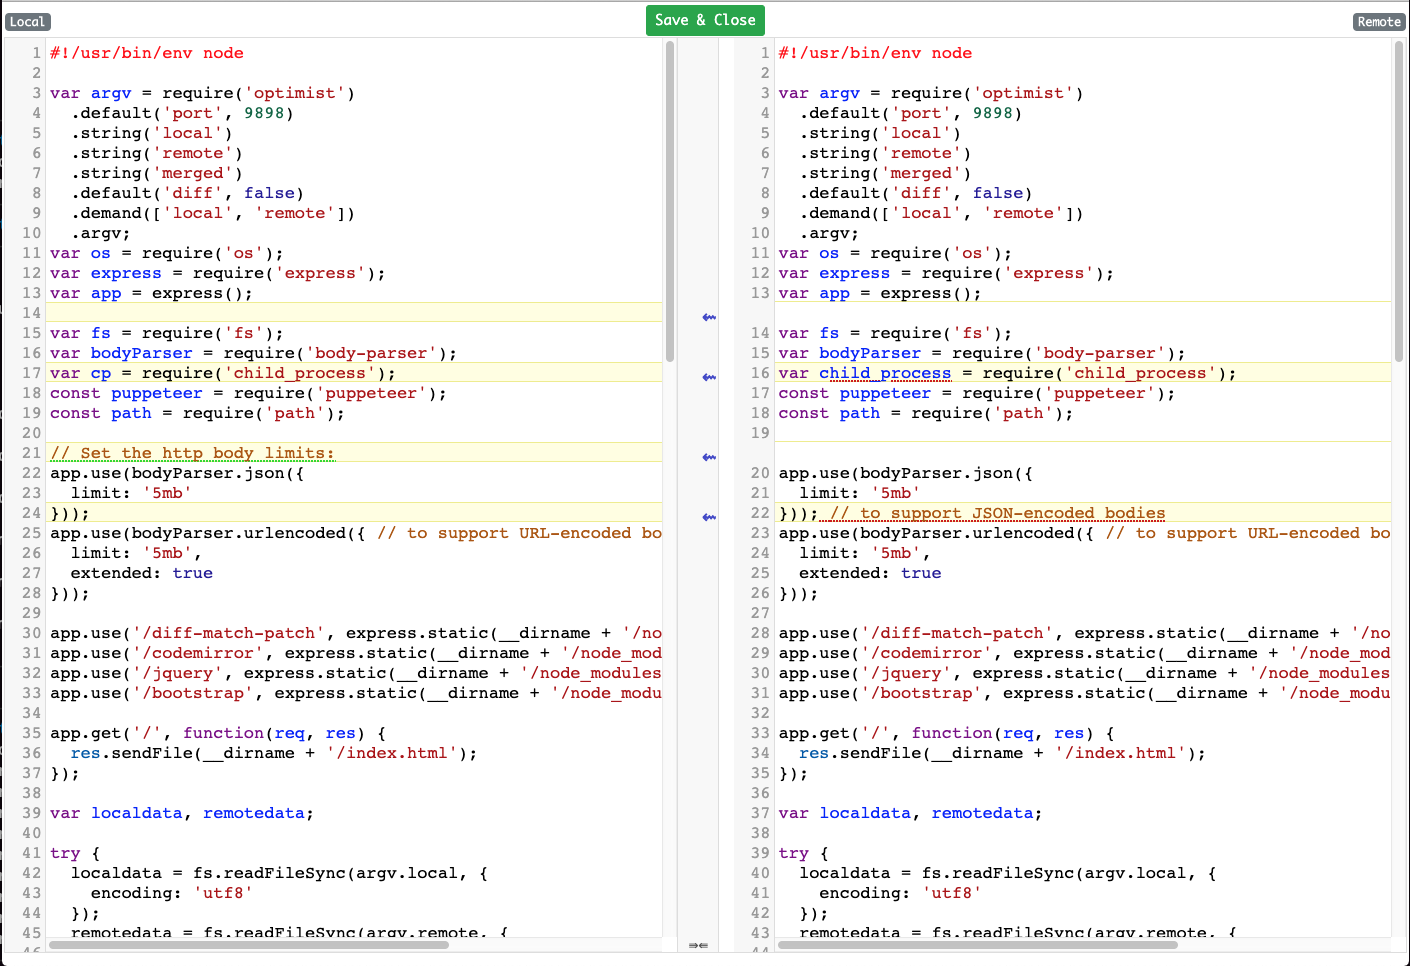 Local
Save & Close
Remote
1 #!/usr/bin/env node
2
3 var argv = require('optimist')
4   .default('port', 9898)
5   .string('local')
6   .string('remote')
7   .string('merged')
8   .default('diff', false)
9   .demand(['local', 'remote'])
10   .argv;
11 var os = require('os');
12 var express = require('express');
13 var app = express();
14
15 var fs = require('fs');
16 var bodyParser = require('body-parser');
17 var cp = require('child_process');
18 const puppeteer = require('puppeteer');
19 const path = require('path');
20
21 // Set the http body limits:
22 app.use(bodyParser.json({
23   limit: '5mb'
24 }));
25 app.use(bodyParser.urlencoded({ // to support URL-encoded bo
26   limit: '5mb',
27   extended: true
28 }));
29
30 app.use('/diff-match-patch', express.static(__dirname + '/no
31 app.use('/codemirror', express.static(__dirname + '/node_mod
32 app.use('/jquery', express.static(__dirname + '/node_modules
33 app.use('/bootstrap', express.static(__dirname + '/node_modu
34
35 app.get('/', function(req, res) {
36   res.sendFile(__dirname + '/index.html');
37 });
38
39 var localdata, remotedata;
40
41 try {
42   localdata = fs.readFileSync(argv.local, {
43     encoding: 'utf8'
44   });
45   remotedata = fs.readFileSync(argv.remote, {
46
1 #!/usr/bin/env node
2
3 var argv = require('optimist')
4   .default('port', 9898)
5   .string('local')
6   .string('remote')
7   .string('merged')
8   .default('diff', false)
9   .demand(['local', 'remote'])
10   .argv;
11 var os = require('os');
12 var express = require('express');
13 var app = express();
14 var fs = require('fs');
15 var bodyParser = require('body-parser');
16 var child_process = require('child_process');
17 const puppeteer = require('puppeteer');
18 const path = require('path');
19
20 app.use(bodyParser.json({
21   limit: '5mb'
22 })); // to support JSON-encoded bodies
23 app.use(bodyParser.urlencoded({ // to support URL-encoded bo
24   limit: '5mb',
25   extended: true
26 }));
27
28 app.use('/diff-match-patch', express.static(__dirname + '/no
29 app.use('/codemirror', express.static(__dirname + '/node_mod
30 app.use('/jquery', express.static(__dirname + '/node_modules
31 app.use('/bootstrap', express.static(__dirname + '/node_modu
32
33 app.get('/', function(req, res) {
34   res.sendFile(__dirname + '/index.html');
35 });
36
37 var localdata, remotedata;
38
39 try {
40   localdata = fs.readFileSync(argv.local, {
41     encoding: 'utf8'
42   });
43   remotedata = fs.readFileSync(argv.remote, {
44